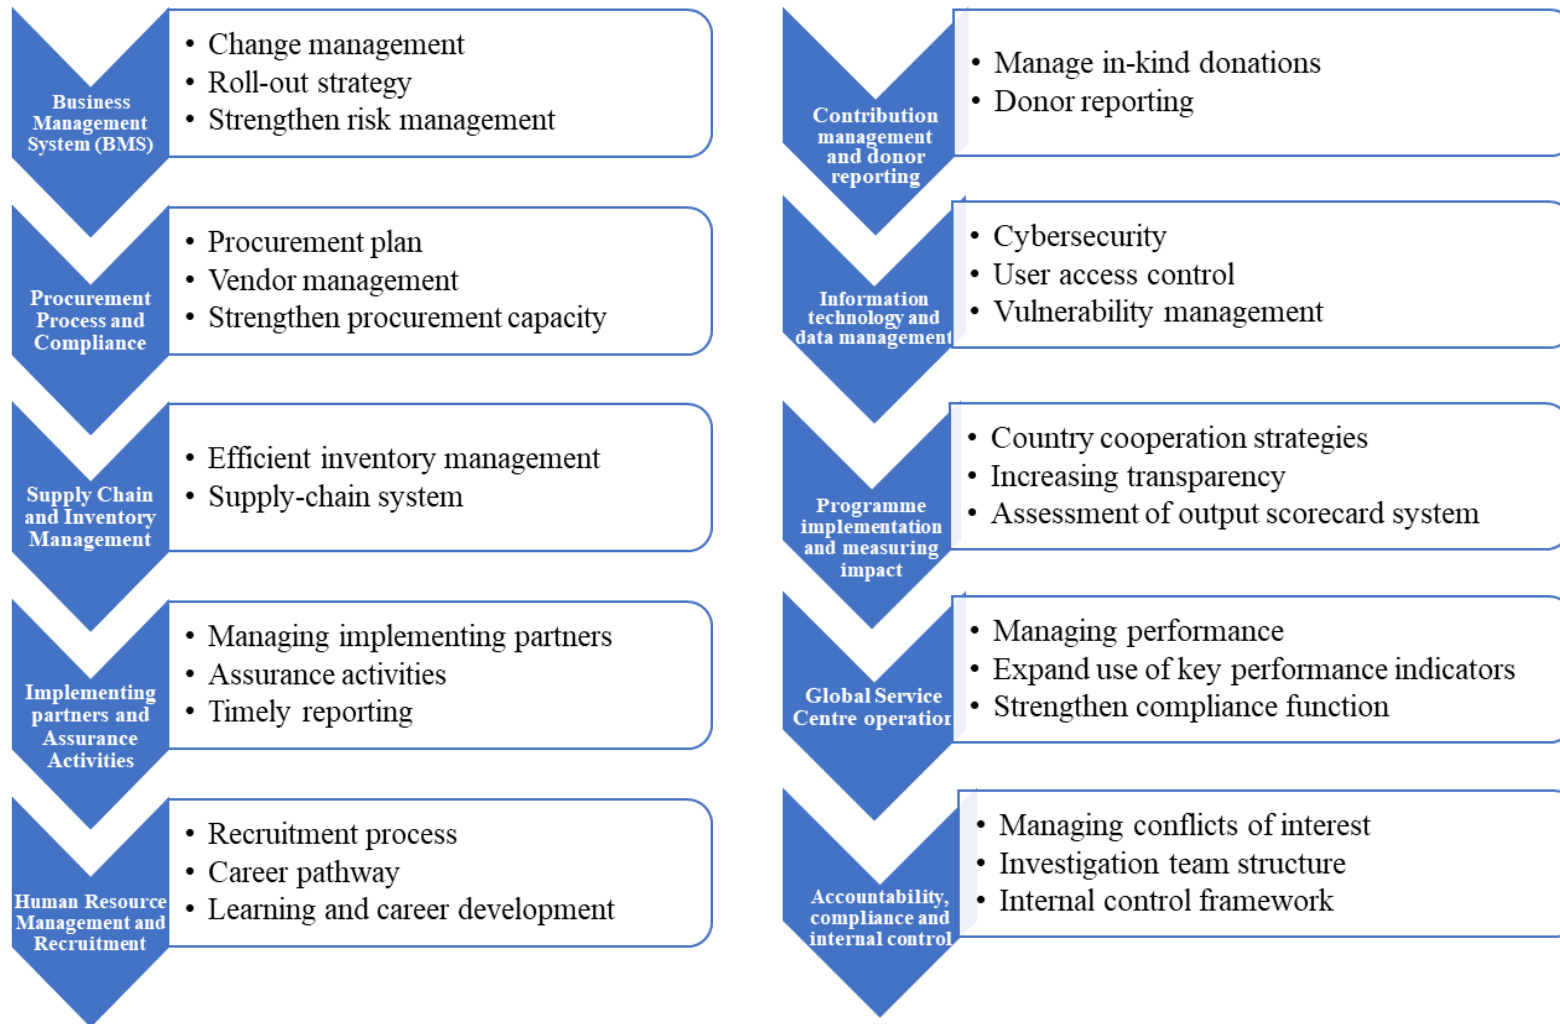 Business
Management
System (BMS)
• Change management
• Roll-out strategy
• Strengthen risk management
Procurement
Process and
Compliance
• Procurement plan
• Vendor management
• Strengthen procurement capacity
Supply Chain
and Inventory
Management
• Efficient inventory management
• Supply-chain system
Implementing
partners and
Assurance
Activities
• Managing implementing partners
• Assurance activities
• Timely reporting
Human Resource
Management and
Recruitment
• Recruitment process
• Career pathway
• Learning and career development
Contribution
management
and donor
reporting
• Manage in-kind donations
• Donor reporting
Information
technology and
data management
• Cybersecurity
• User access control
• Vulnerability management
Programme
implementation
and measuring
impact
• Country cooperation strategies
• Increasing transparency
• Assessment of output scorecard system
Global Service
Centre operation
• Managing performance
• Expand use of key performance indicators
• Strengthen compliance function
Accountability,
compliance and
internal control
• Managing conflicts of interest
• Investigation team structure
• Internal control framework